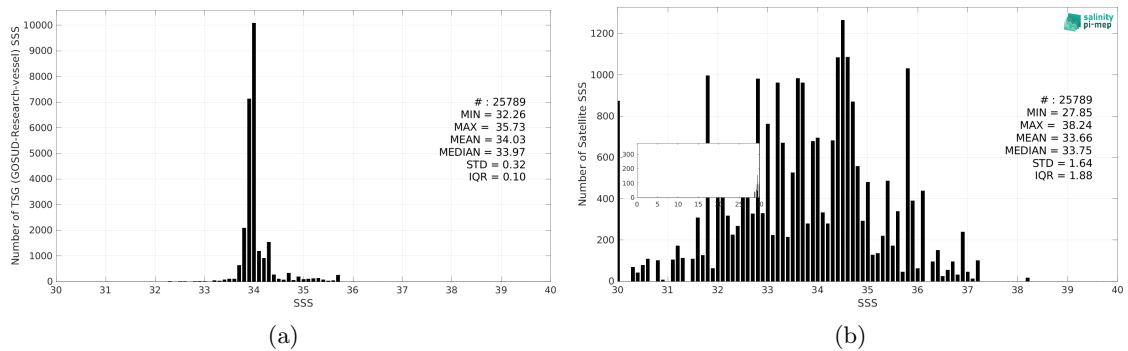 Number of TSG (GOSUD-Research-vessel) SSS
10000
9000
8000
7000
6000
5000
4000
3000
2000
1000
0
30 31 32 33 34 35 36 37 38 39 40
SSS
# : 25789
MIN = 32.26
MAX = 35.73
MEAN = 34.03
MEDIAN = 33.97
STD = 0.32
IQR = 0.10
(a)
salinity
pi-mep
Number of Satellite SSS
1200
1000
800
600
400
200
0
30 31 32 33 34 35 36 37 38 39 40
SSS
# : 25789
MIN = 27.85
MAX = 38.24
MEAN = 33.66
MEDIAN = 33.75
STD = 1.64
IQR = 1.88
300
200
100
0
0 5 10 15 20 25 30
(b)